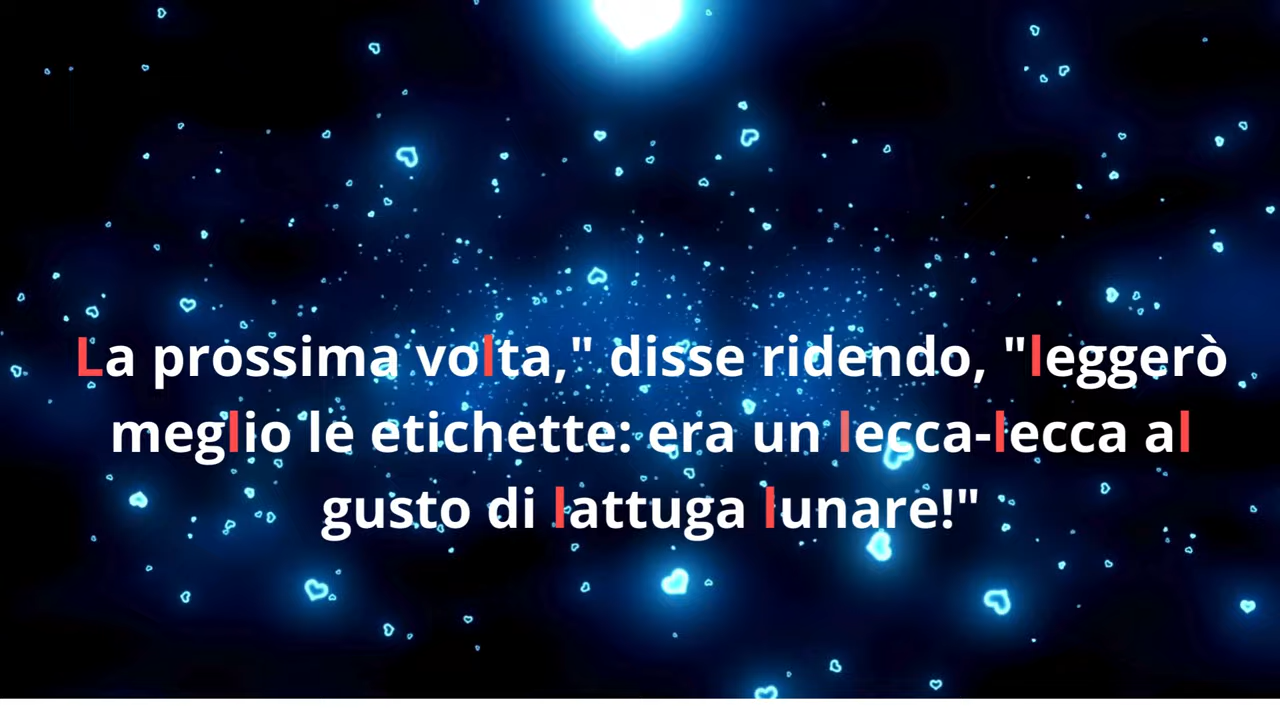 La prossima volta," disse ridendo, "leggerò
meglio le etichette: era un lecca-lecca al
gusto di lattuga lunare!"